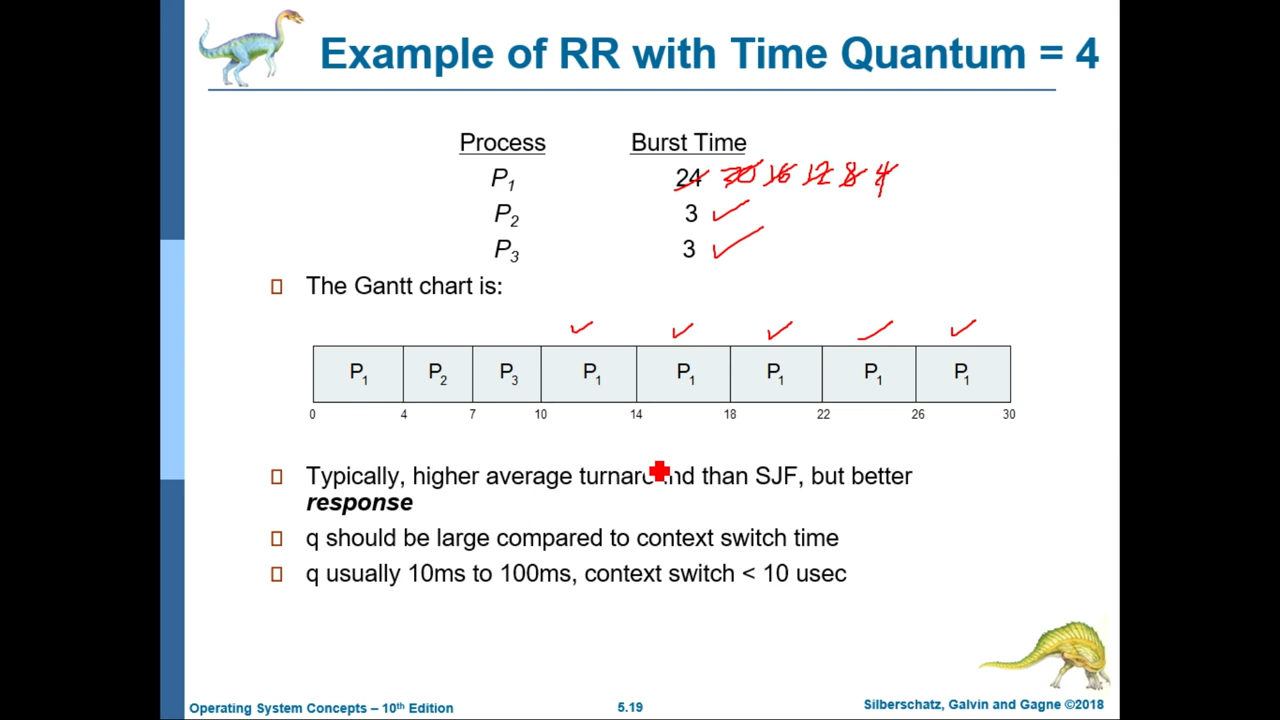 Example of RR with Time Quantum = 4
Process Burst Time
P1 24 20 16 12 8 4
P2 3
P3 3
The Gantt chart is:
P1 P2 P3 P1 P1 P1 P1 P1
0 4 7 10 14 18 22 26 30
Typically, higher average than SJF, but better
response
q should be large compared to context switch time
q usually 10ms to 100ms, context switch < 10 usec
Operating System Concepts – 10th Edition 5.19 Silberschatz, Galvin and Gagne ©2018